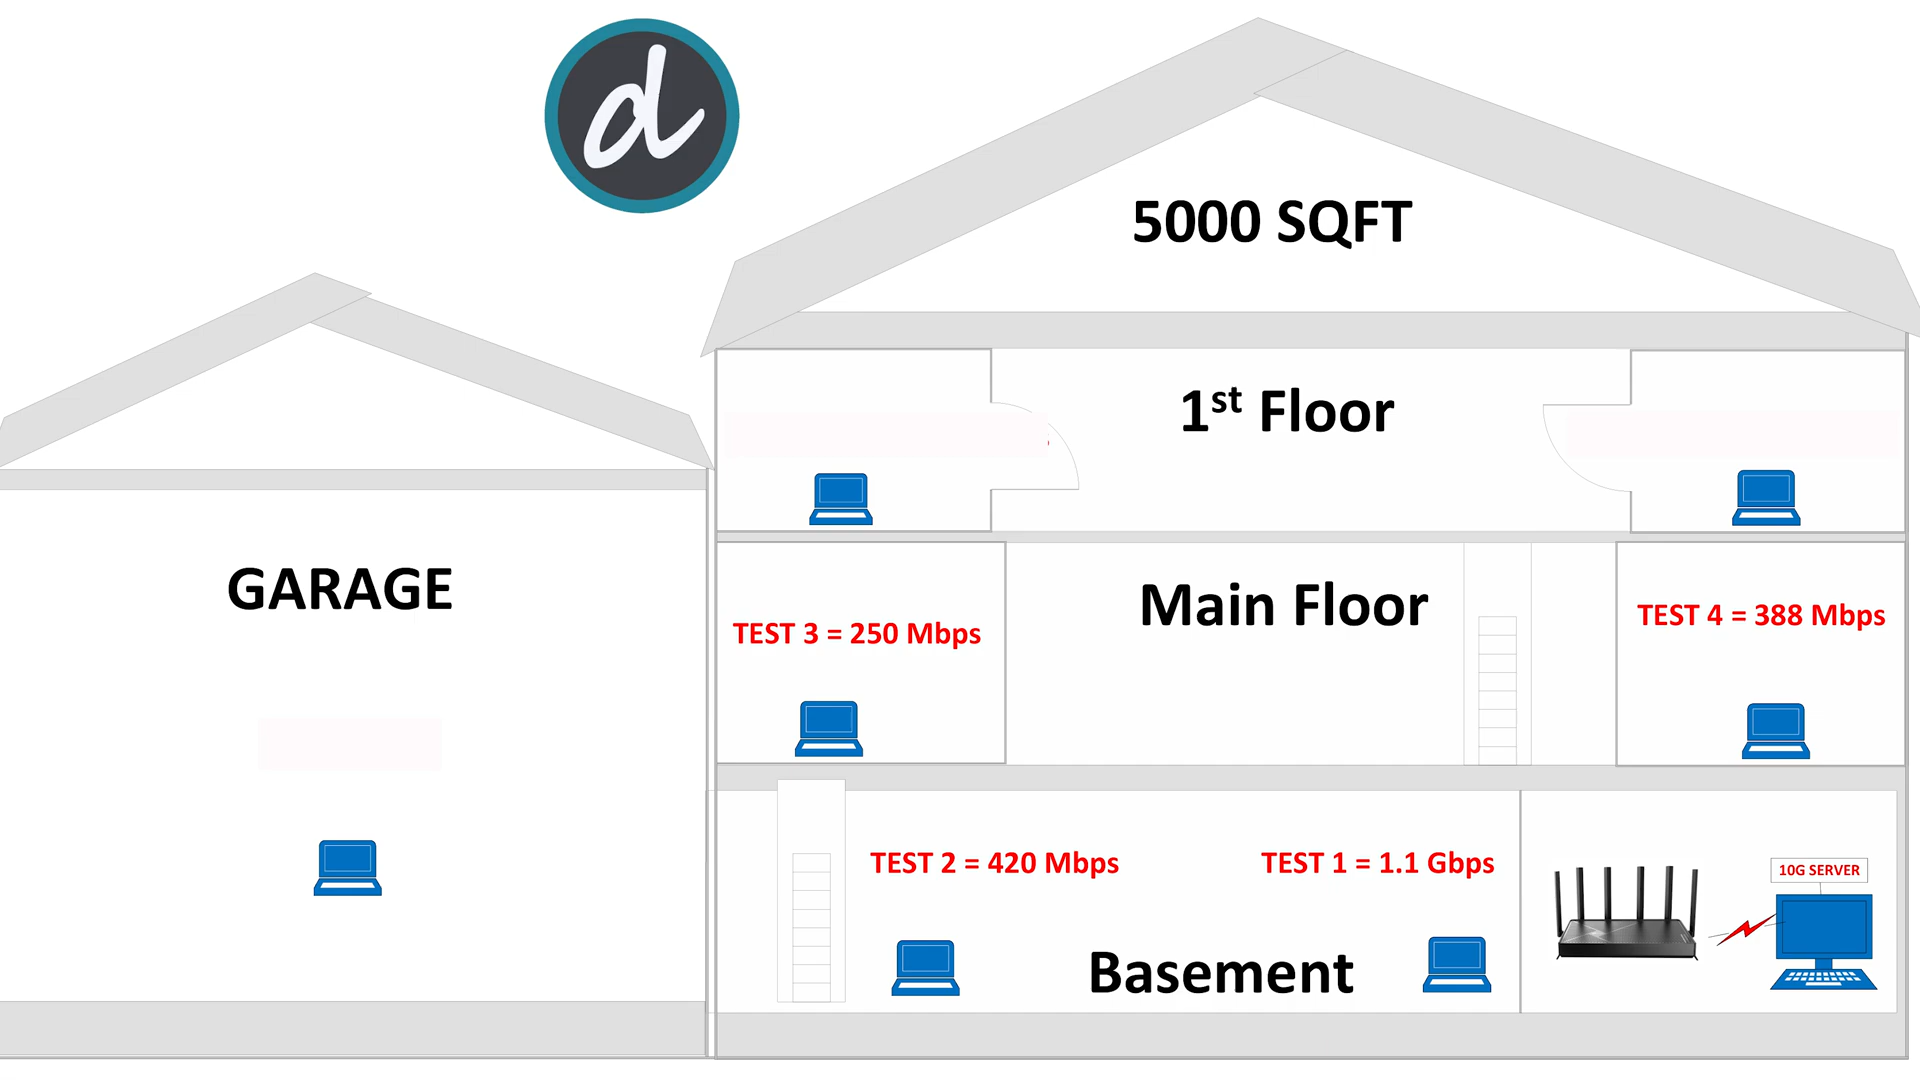 d
5000 SQFT
1st Floor
GARAGE
Main Floor
TEST 3 = 250 Mbps
TEST 4 = 388 Mbps
TEST 2 = 420 Mbps
TEST 1 = 1.1 Gbps
10G SERVER
Basement